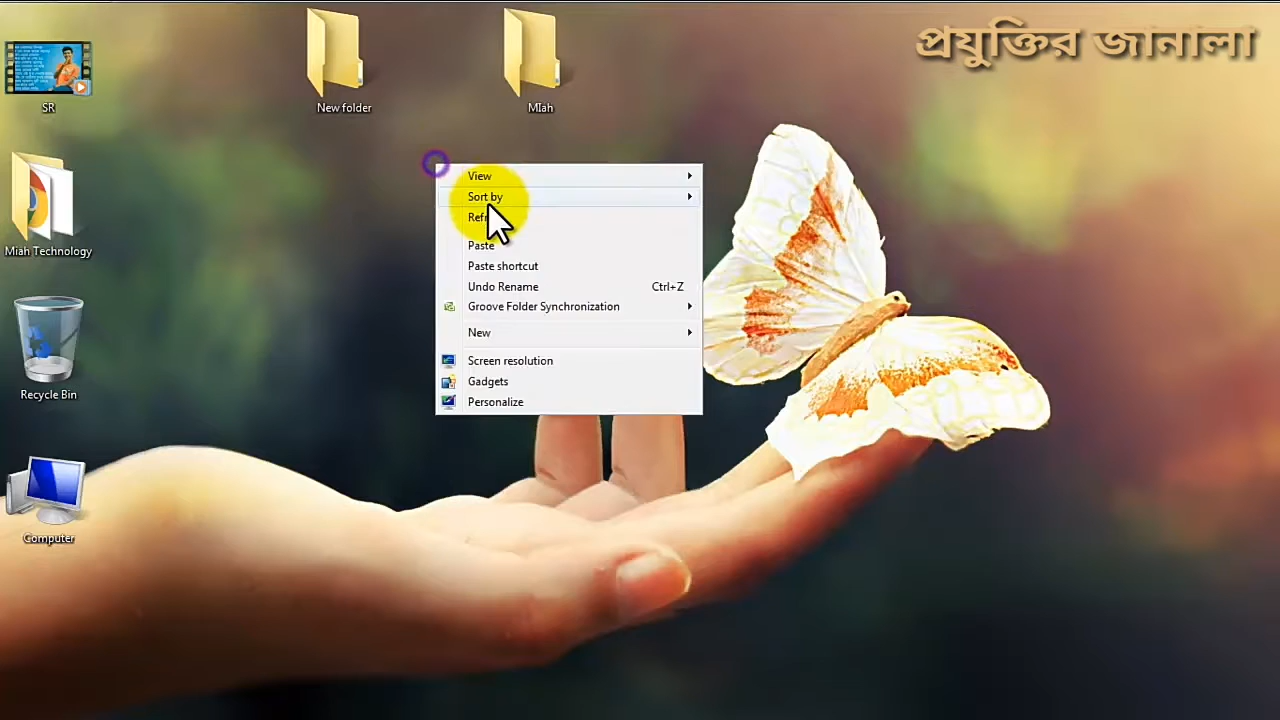 প্রযুক্তির জানালা
SR
New folder
MIah
View
Sort by
Paste
Paste shortcut
Undo Rename Ctrl+Z
Groove Folder Synchronization
New
Screen resolution
Gadgets
Personalize
Miah Technology
Recycle Bin
Computer